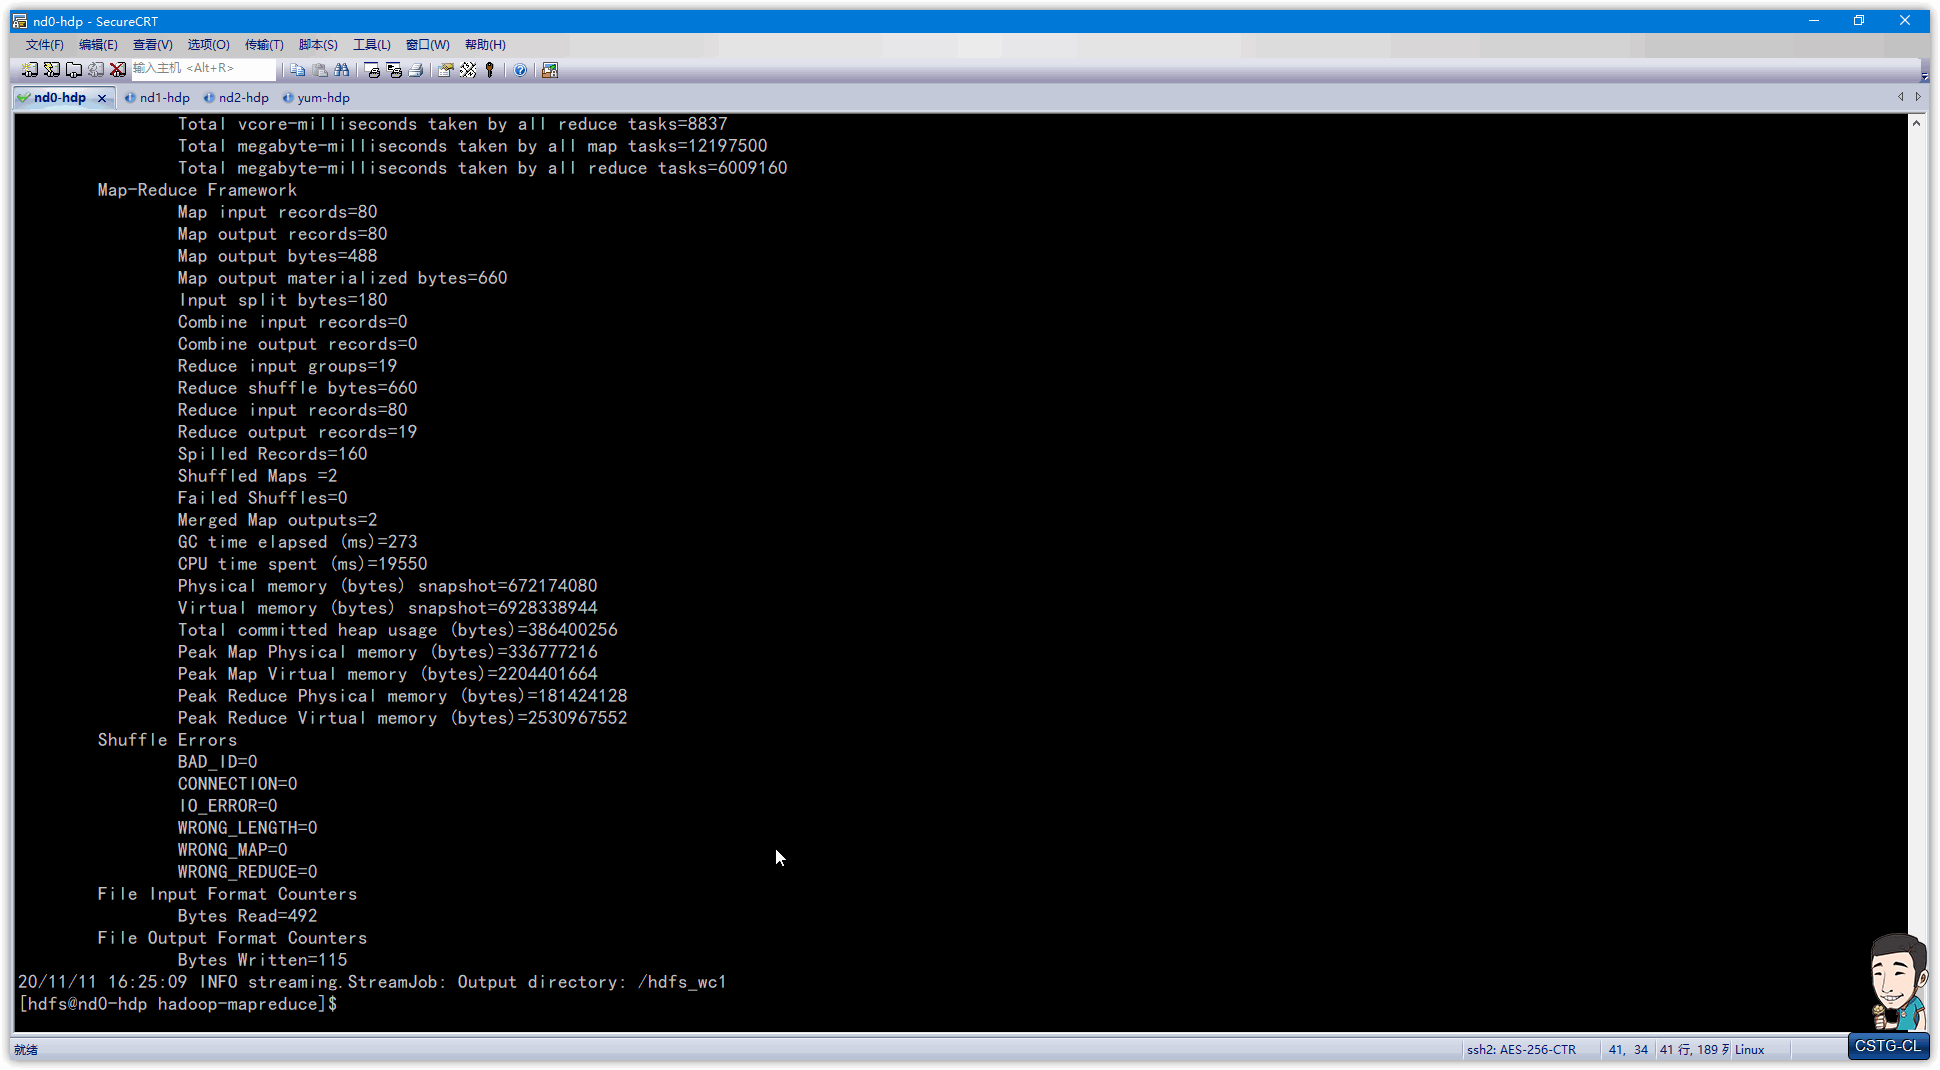 nd0-hdp - SecureCRT
文件(F) 编辑(E) 查看(V) 选项(O) 传输(T) 脚本(S) 工具(L) 窗口(W) 帮助(H)
输入主机 <Alt+R>
nd0-hdp nd1-hdp nd2-hdp yum-hdp
Total vcore-milliseconds taken by all reduce tasks=8837
Total megabyte-milliseconds taken by all map tasks=12197500
Total megabyte-milliseconds taken by all reduce tasks=6009160
Map-Reduce Framework
Map input records=80
Map output records=80
Map output bytes=488
Map output materialized bytes=660
Input split bytes=180
Combine input records=0
Combine output records=0
Reduce input groups=19
Reduce shuffle bytes=660
Reduce input records=80
Reduce output records=19
Spilled Records=160
Shuffled Maps =2
Failed Shuffles=0
Merged Map outputs=2
GC time elapsed (ms)=273
CPU time spent (ms)=19550
Physical memory (bytes) snapshot=672174080
Virtual memory (bytes) snapshot=6928338944
Total committed heap usage (bytes)=386400256
Peak Map Physical memory (bytes)=336777216
Peak Map Virtual memory (bytes)=2204401664
Peak Reduce Physical memory (bytes)=181424128
Peak Reduce Virtual memory (bytes)=2530967552
Shuffle Errors
BAD_ID=0
CONNECTION=0
IO_ERROR=0
WRONG_LENGTH=0
WRONG_MAP=0
WRONG_REDUCE=0
File Input Format Counters
Bytes Read=492
File Output Format Counters
Bytes Written=115
20/11/11 16:25:09 INFO streaming.StreamJob: Output directory: /hdfs_wc1
[hdfs@nd0-hdp hadoop-mapreduce]$
就绪 ssh2: AES-256-CTR 41, 34 41 行, 189 列 Linux
CSTG-CL